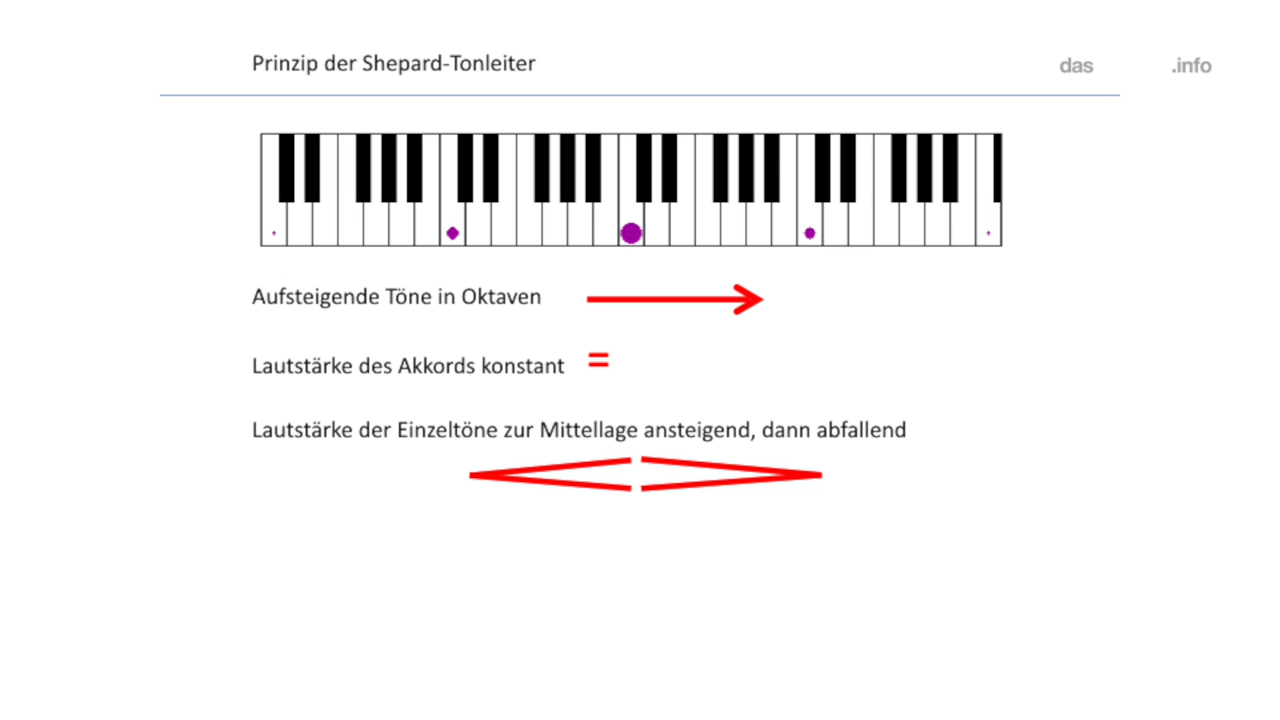 Prinzip der Shepard-Tonleiter
das .info
Aufsteigende Töne in Oktaven
Lautstärke des Akkords konstant =
Lautstärke der Einzeltöne zur Mittellage ansteigend, dann abfallend